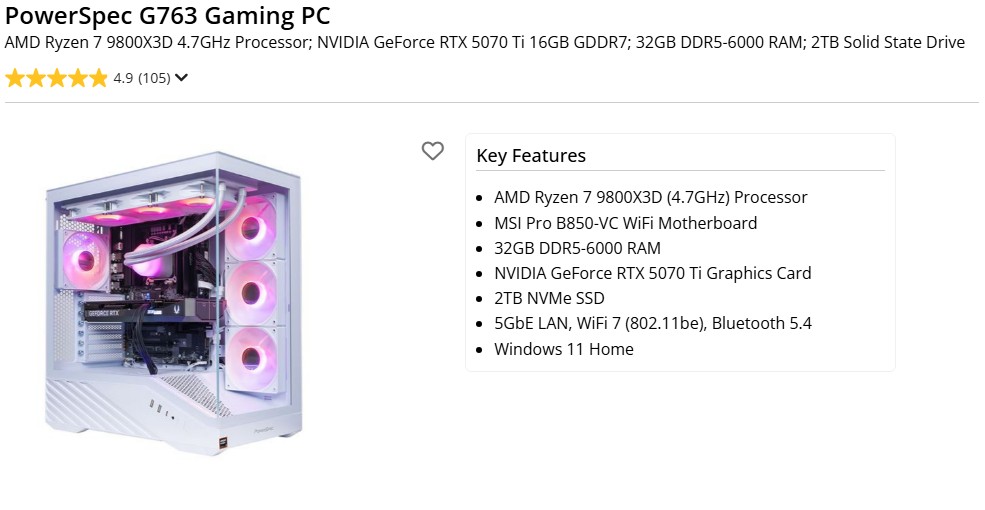 PowerSpec G763 Gaming PC
AMD Ryzen 7 9800X3D 4.7GHz Processor; NVIDIA GeForce RTX 5070 Ti 16GB GDDR7; 32GB DDR5-6000 RAM; 2TB Solid State Drive
4.9 (105)
Key Features
AMD Ryzen 7 9800X3D (4.7GHz) Processor
MSI Pro B850-VC WiFi Motherboard
32GB DDR5-6000 RAM
NVIDIA GeForce RTX 5070 Ti Graphics Card
2TB NVMe SSD
5GbE LAN, WiFi 7 (802.11be), Bluetooth 5.4
Windows 11 Home
GEFORCE RTX
PowerSpec